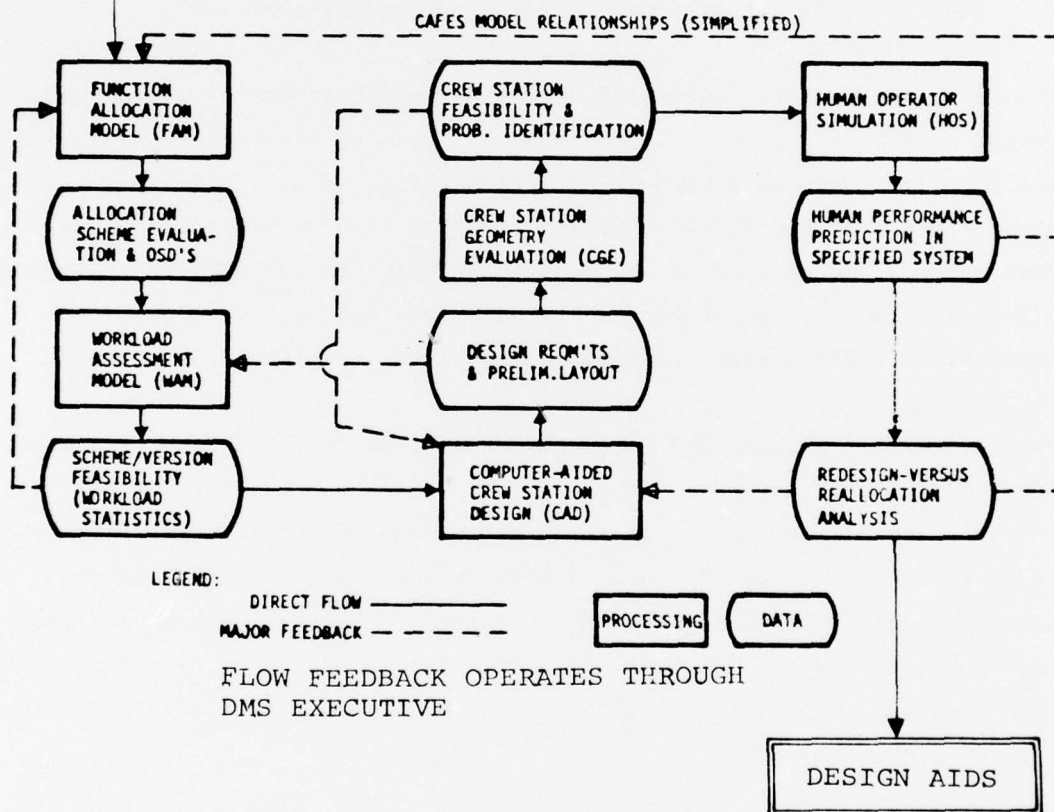 CAFES MODEL RELATIONSHIPS (SIMPLIFIED)
FUNCTION
ALLOCATION
MODEL (FAM)
CREW STATION
FEASIBILITY &
PROB. IDENTIFICATION
HUMAN OPERATOR
SIMULATION (HOS)
ALLOCATION
SCHEME EVALUA-
TION & OSD'S
CREW STATION
GEOMETRY
EVALUATION (CGE)
HUMAN PERFORMANCE
PREDICTION IN
SPECIFIED SYSTEM
WORKLOAD
ASSESSMENT
MODEL (WAM)
DESIGN REQM'TS
& PRELIM.LAYOUT
SCHEME/VERSION
FEASIBILITY
(WORKLOAD
STATISTICS)
COMPUTER-AIDED
CREW STATION
DESIGN (CAD)
REDESIGN-VERSUS
REALLOCATION
ANALYSIS
LEGEND:
DIRECT FLOW
MAJOR FEEDBACK
PROCESSING
DATA
FLOW FEEDBACK OPERATES THROUGH
DMS EXECUTIVE
DESIGN AIDS